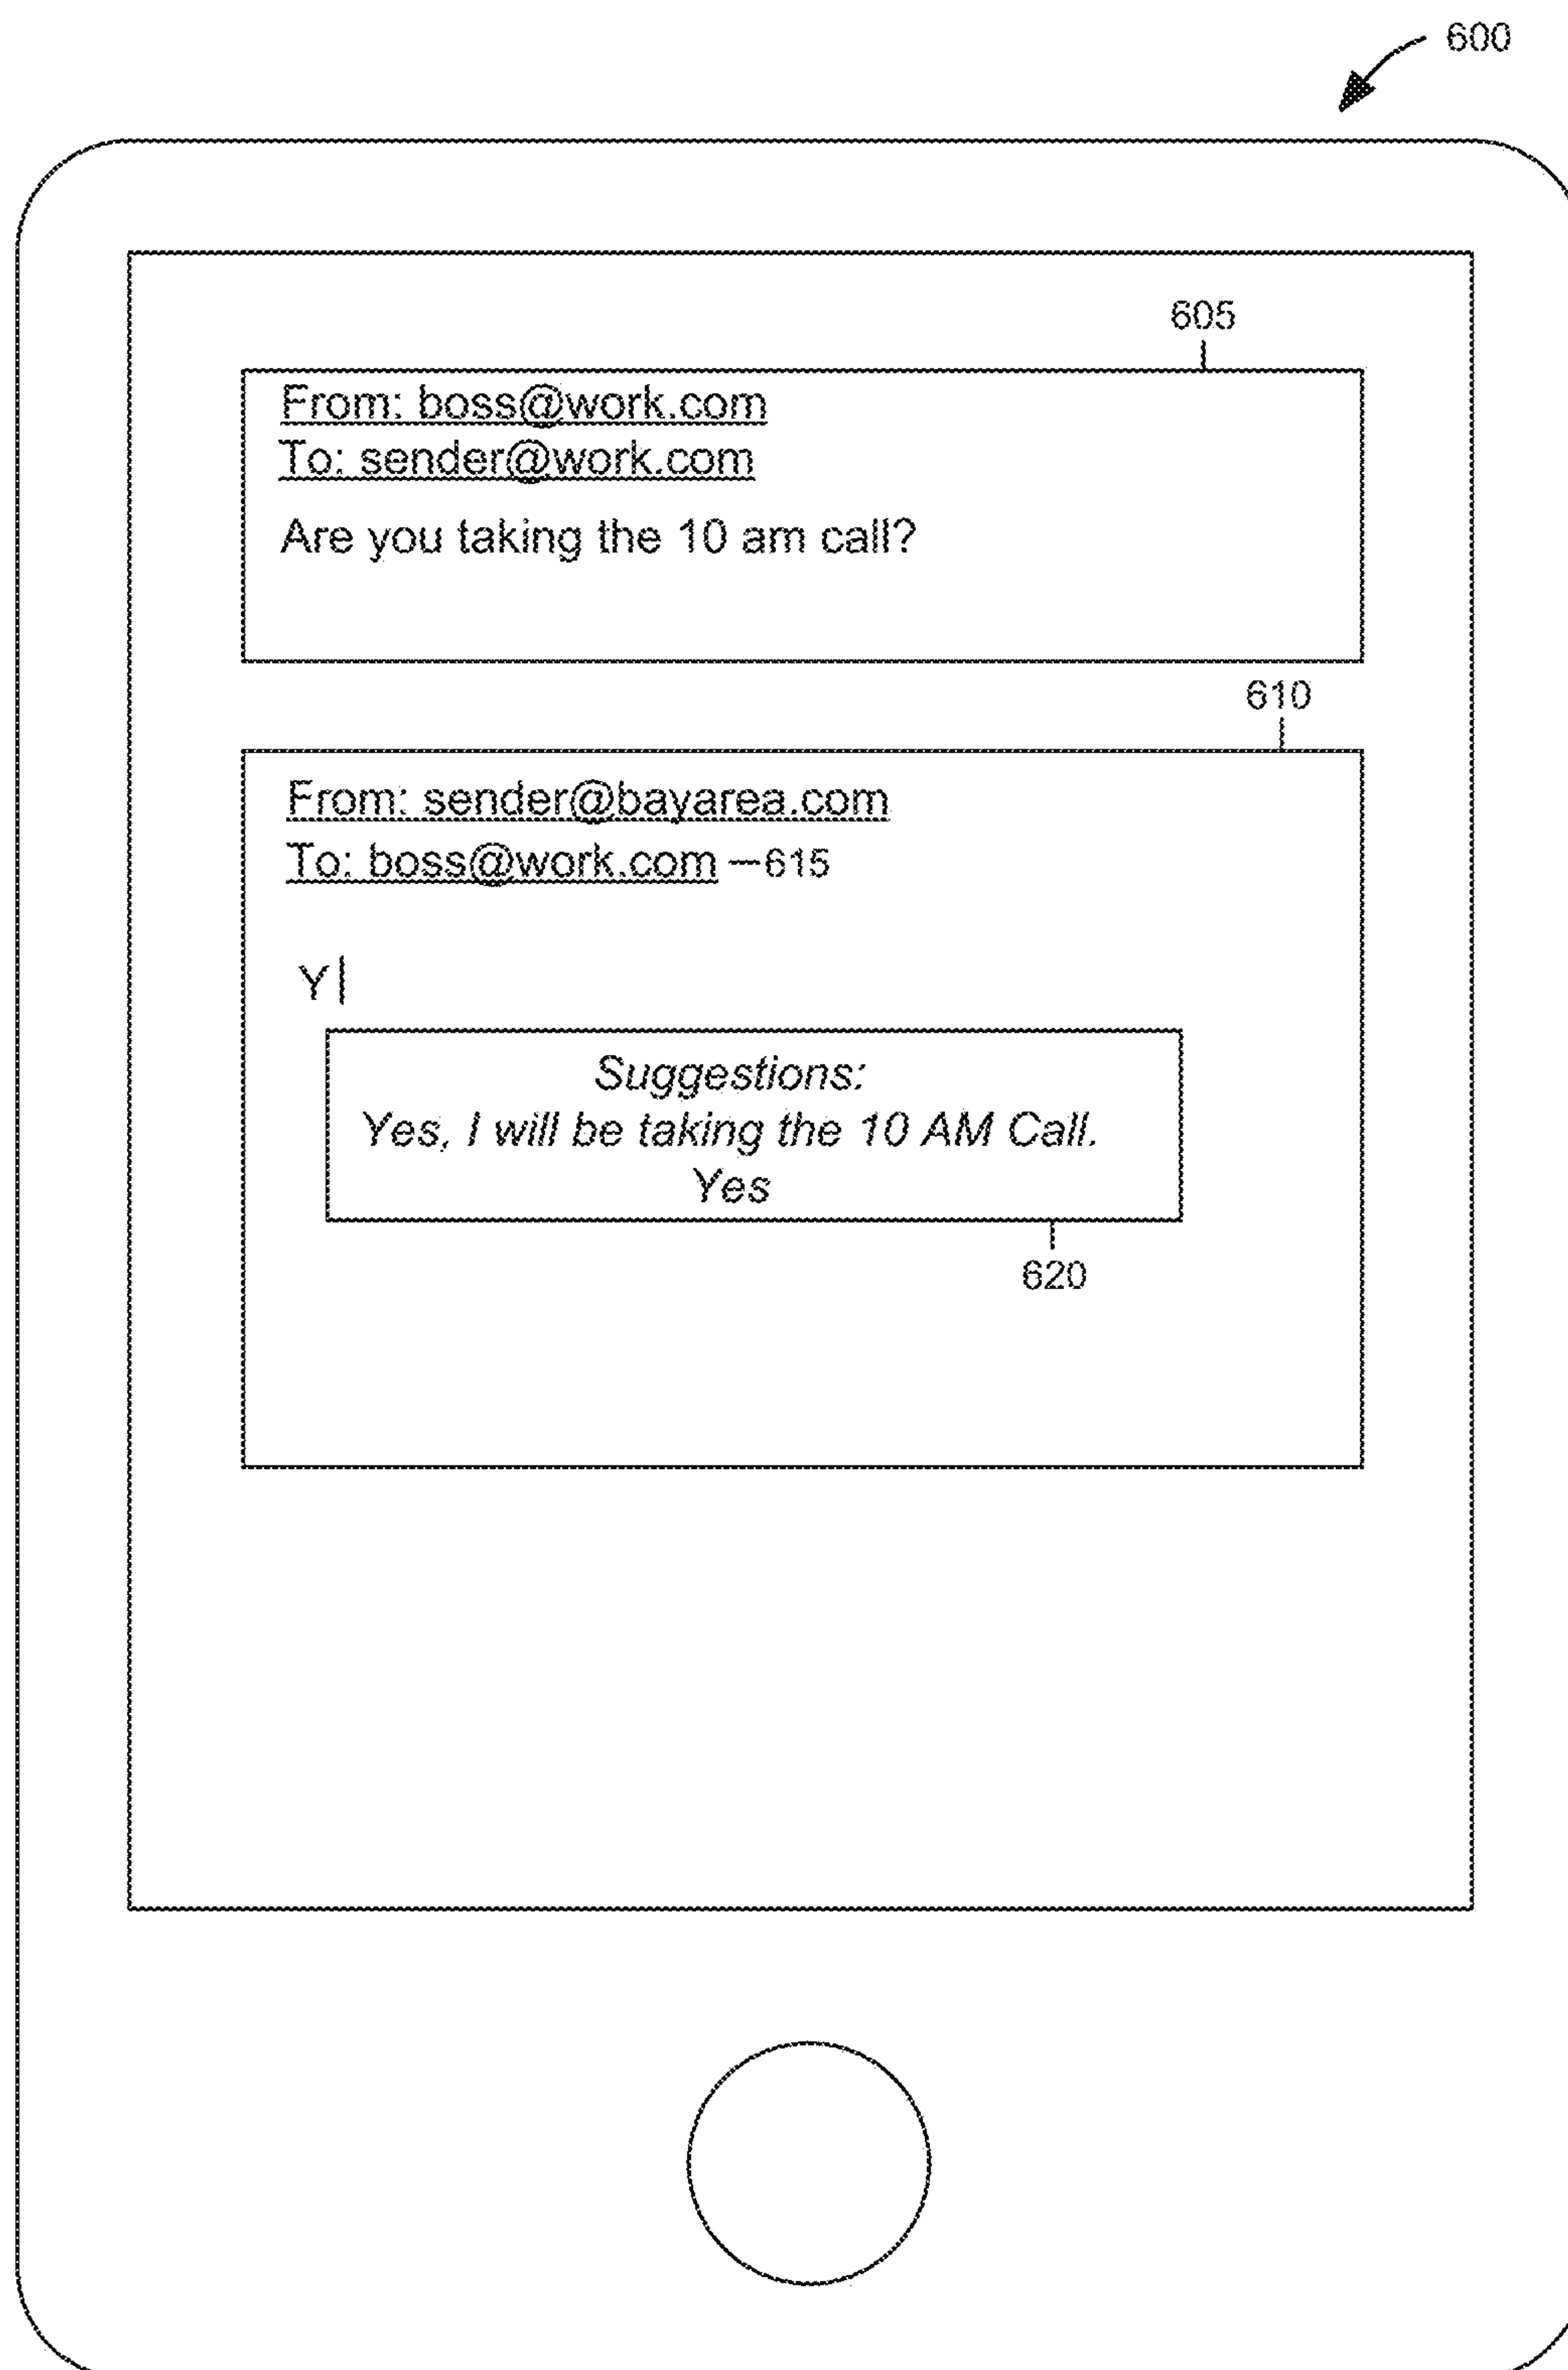 600
605
From: boss@work.com
To: sender@work.com
Are you taking the 10 am call?
610
From: sender@bayarea.com
To: boss@work.com 615
Y
Suggestions:
Yes, I will be taking the 10 AM Call.
Yes
620